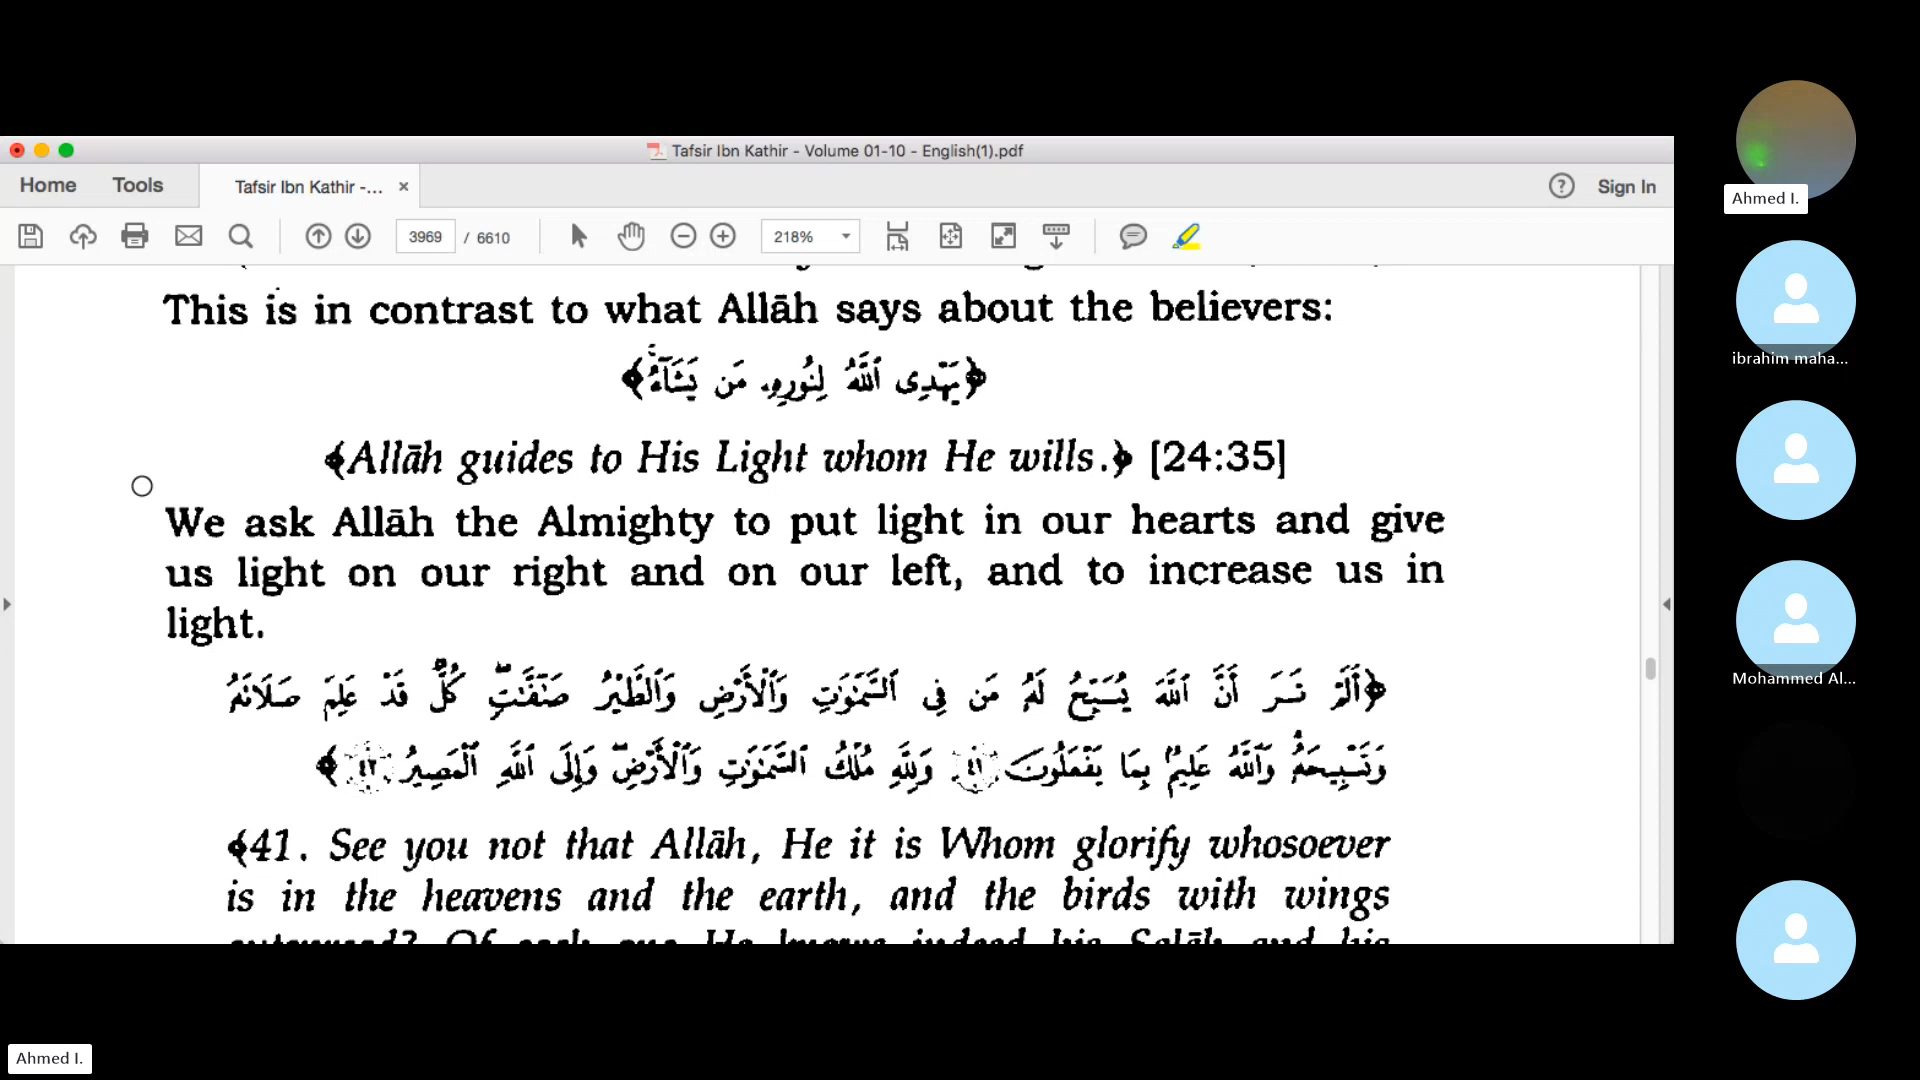 Tafsir Ibn Kathir - Volume 01-10 - English(1).pdf
Home Tools Tafsir Ibn Kathir -... × ? Sign In
3969 / 6610 218%
This is in contrast to what Allāh says about the believers:
﴿يَهْدِى ٱللَّهُ لِنُورِهِۦ مَن يَشَآءُ﴾
﴾Allāh guides to His Light whom He wills.﴿ [24:35]
We ask Allāh the Almighty to put light in our hearts and give
us light on our right and on our left, and to increase us in
light.
﴿أَلَمْ تَرَ أَنَّ ٱللَّهَ يُسَبِّحُ لَهُۥ مَن فِى ٱلسَّمَٰوَٰتِ وَٱلْأَرْضِ وَٱلطَّيْرُ صَٰٓفَّٰتٍ كُلٌّ قَدْ عَلِمَ صَلَاتَهُۥ
وَتَسْبِيحَهُۥ وَٱللَّهُ عَلِيمٌۢ بِمَا يَفْعَلُونَ ٤١ وَلِلَّهِ مُلْكُ ٱلسَّمَٰوَٰتِ وَٱلْأَرْضِ وَإِلَى ٱللَّهِ ٱلْمَصِيرُ ٤٢﴾
﴾41. See you not that Allāh, He it is Whom glorify whosoever
is in the heavens and the earth, and the birds with wings
Ahmed I.
ibrahim maha...
Mohammed Al...
Ahmed I.